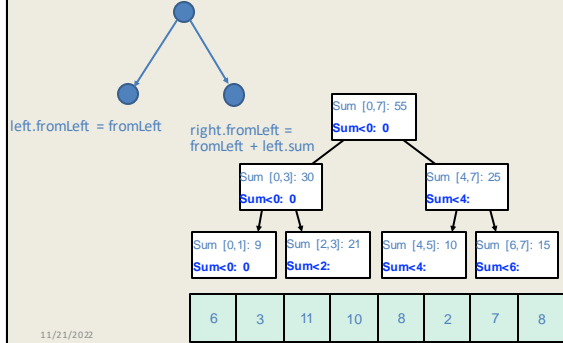 left.fromLeft = fromLeft
right.fromLeft =
fromLeft + left.sum
Sum [0,7]: 55
Sum<0: 0
Sum [0,3]: 30
Sum<0: 0
Sum [4,7]: 25
Sum<4:
Sum [0,1]: 9
Sum<0: 0
Sum [2,3]: 21
Sum<2:
Sum [4,5]: 10
Sum<4:
Sum [6,7]: 15
Sum<6:
6 3 11 10 8 2 7 8
11/21/2022